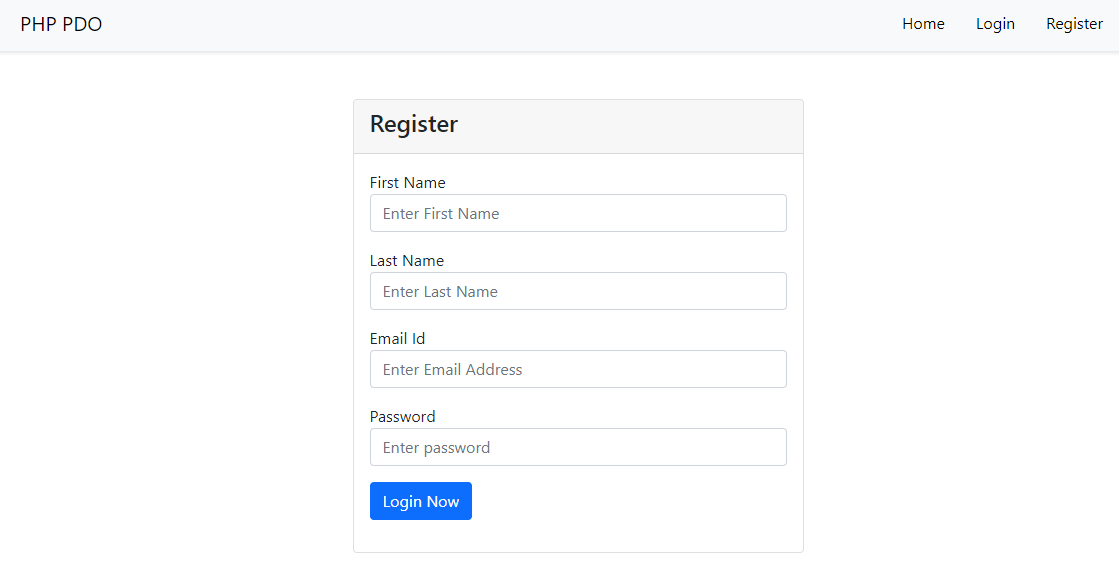 PHP PDO Home Login Register
Register
First Name
Enter First Name
Last Name
Enter Last Name
Email Id
Enter Email Address
Password
Enter password
Login Now